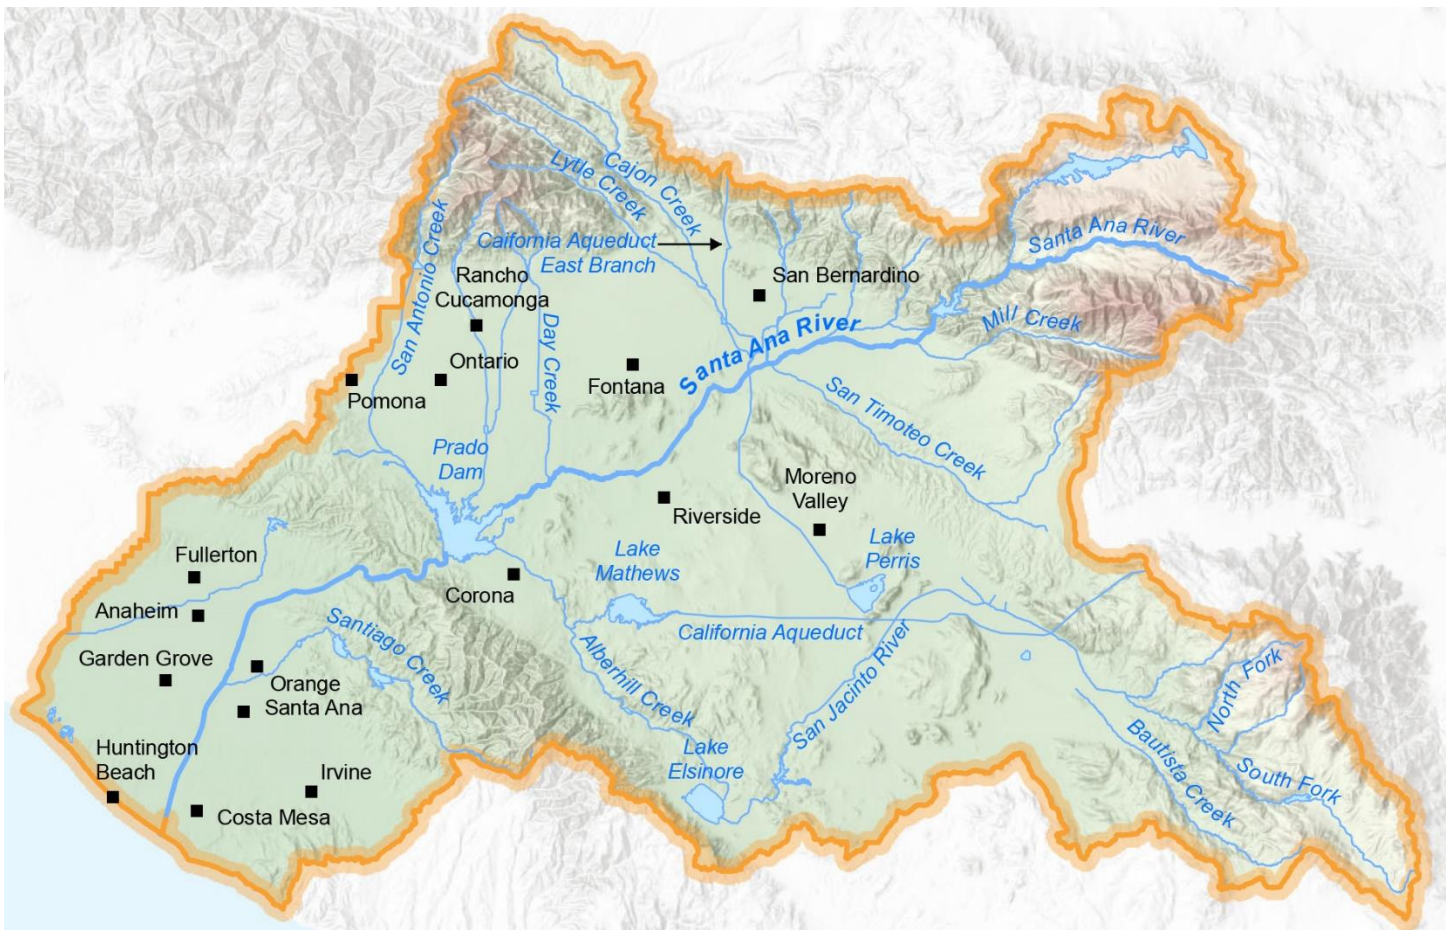 Cajon Creek
Lytle Creek
San Antonio Creek
Caifornia Aqueduct
East Branch
Santa Ana River
Rancho
Cucamonga
San Bernardino
Mill Creek
Santa Ana River
Day Creek
Ontario
Pomona
Fontana
San Timoteo Creek
Prado
Dam
Moreno
Valley
Riverside
Lake
Perris
Lake
Mathews
Fullerton
Corona
Anaheim
Santiago Creek
California Aqueduct
Alberhill Creek
San Jacinto River
Garden Grove
Orange
Santa Ana
North Fork
Bautista Creek
South Fork
Huntington
Beach
Lake
Elsinore
Irvine
Costa Mesa